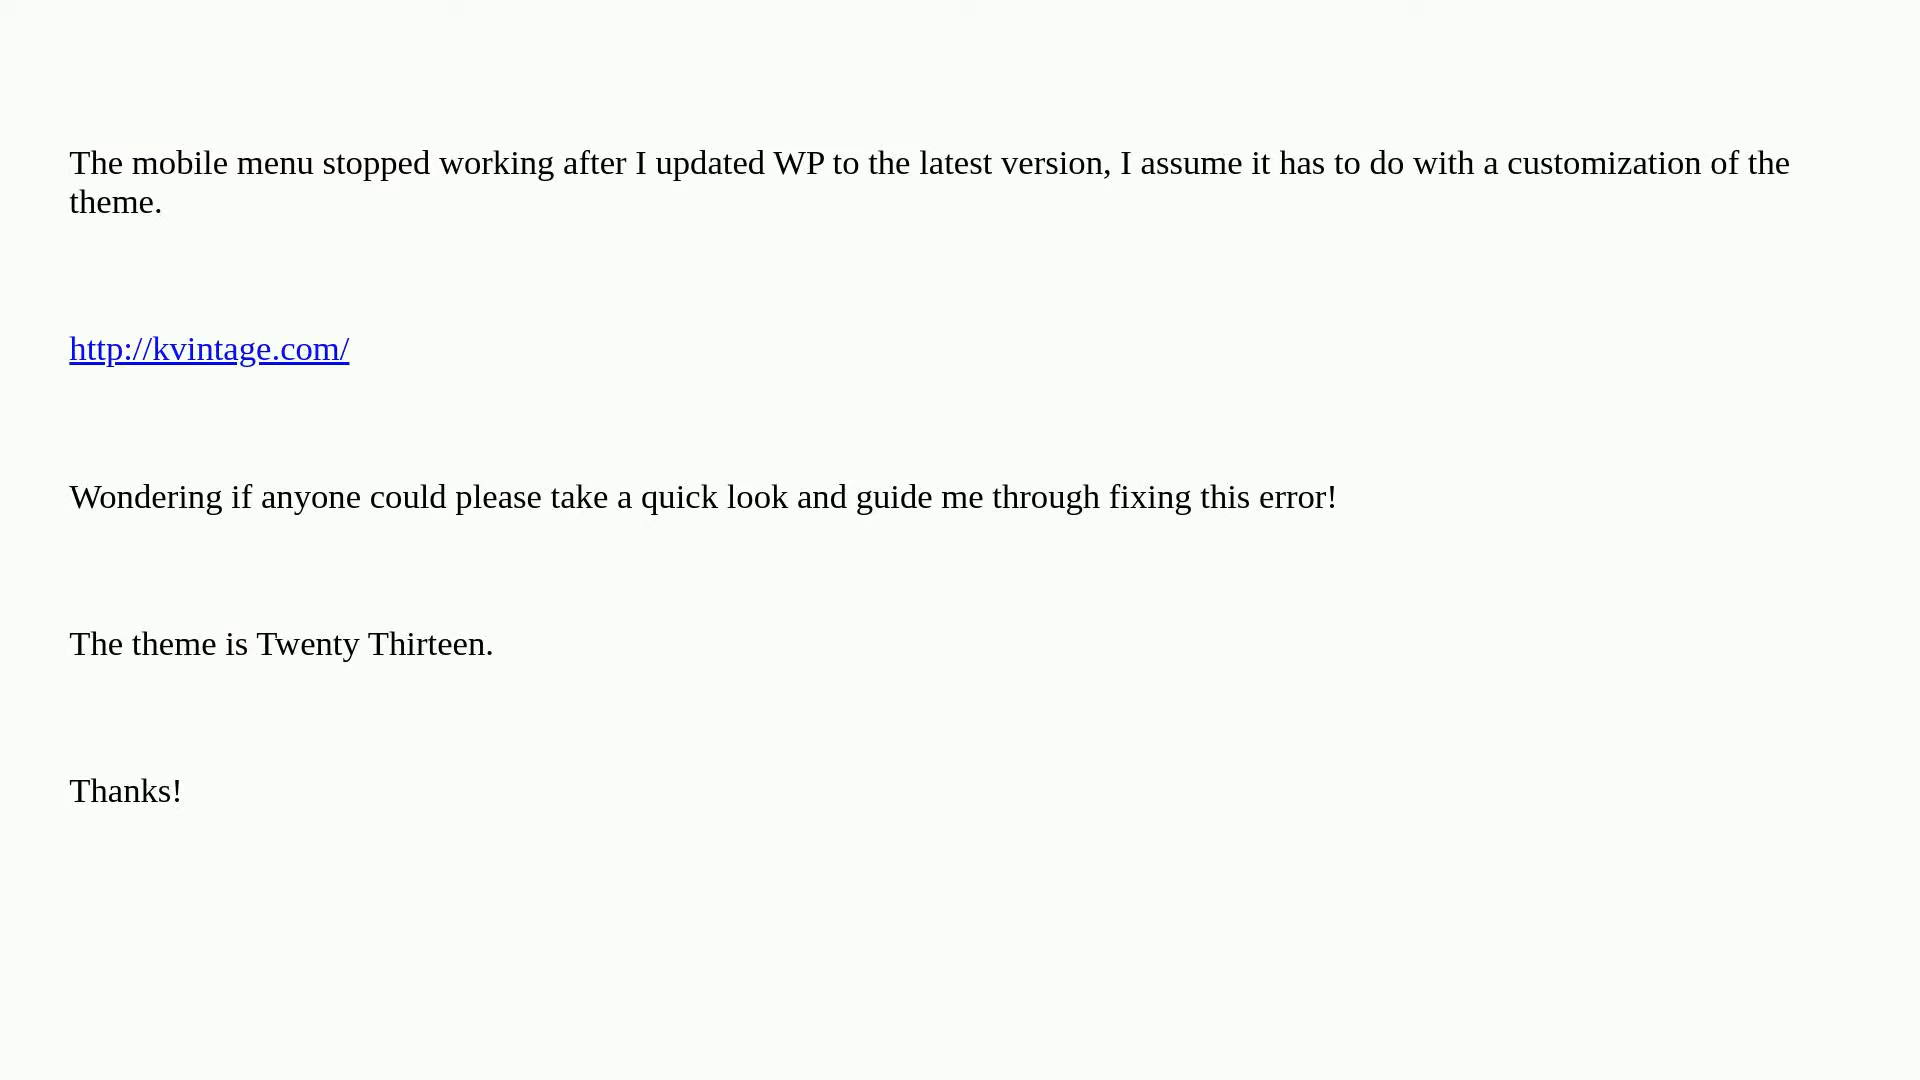 The mobile menu stopped working after I updated WP to the latest version, I assume it has to do with a customization of the
theme.
http://kvintage.com/
Wondering if anyone could please take a quick look and guide me through fixing this error!
The theme is Twenty Thirteen.
Thanks!